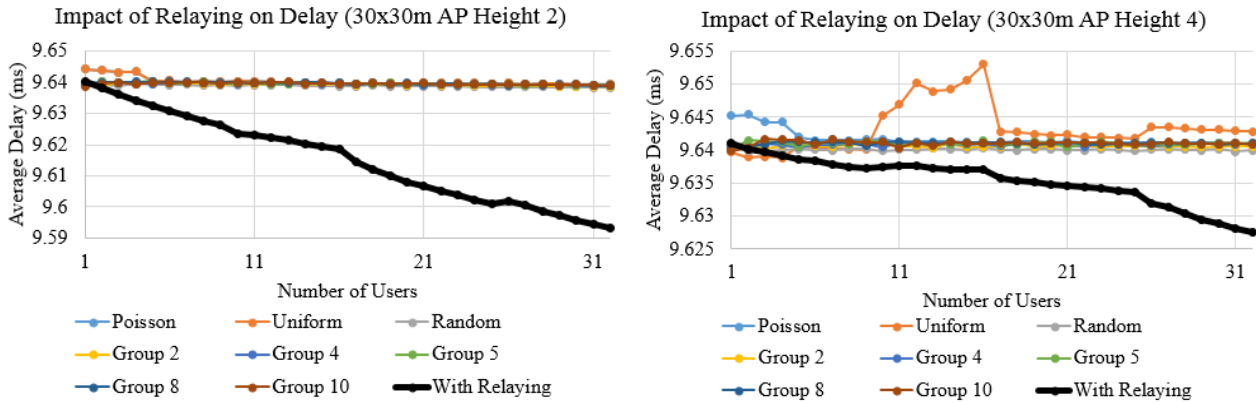 Impact of Relaying on Delay (30x30m AP Height 2)
Average Delay (ms)
9.65
9.64
9.63
9.62
9.61
9.6
9.59
1 11 21 31
Number of Users
Poisson Uniform Random
Group 2 Group 4 Group 5
Group 8 Group 10 With Relaying
Impact of Relaying on Delay (30x30m AP Height 4)
Average Delay (ms)
9.655
9.65
9.645
9.64
9.635
9.63
9.625
1 11 21 31
Number of Users
Poisson Uniform Random
Group 2 Group 4 Group 5
Group 8 Group 10 With Relaying